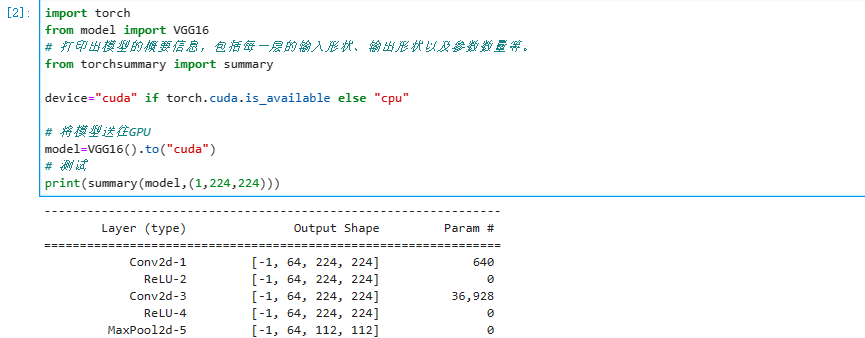 [2]:
import torch
from model import VGG16
# 打印出模型的概要信息，包括每一层的输入形状、输出形状以及参数数量等。
from torchsummary import summary
device="cuda" if torch.cuda.is_available else "cpu"
# 将模型送往GPU
model=VGG16().to("cuda")
# 测试
print(summary(model,(1,224,224)))
----------------------------------------------------------------
Layer (type) Output Shape Param #
================================================================
Conv2d-1 [-1, 64, 224, 224] 640
ReLU-2 [-1, 64, 224, 224] 0
Conv2d-3 [-1, 64, 224, 224] 36,928
ReLU-4 [-1, 64, 224, 224] 0
MaxPool2d-5 [-1, 64, 112, 112] 0